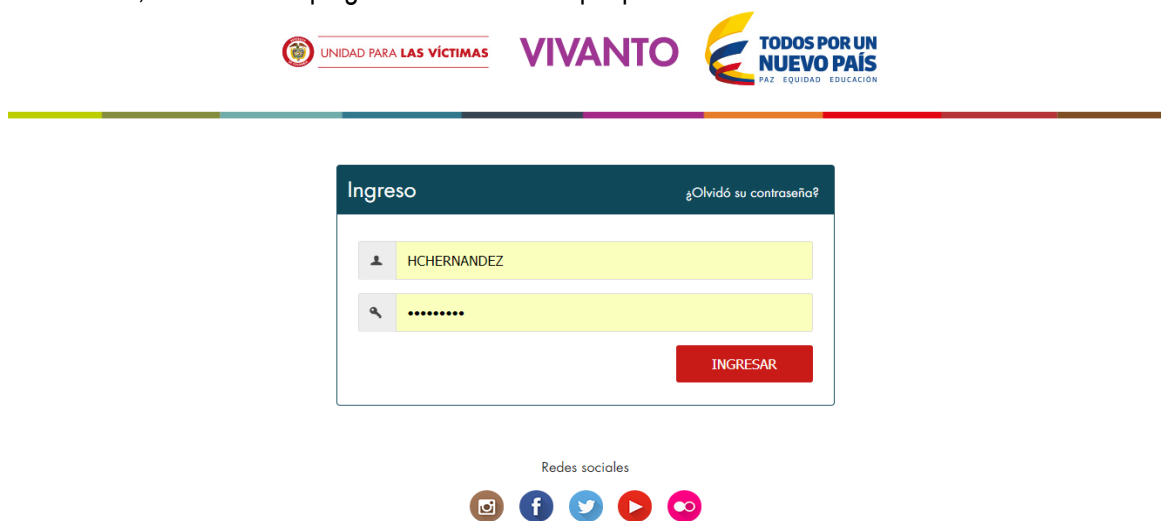 UNIDAD PARA LAS VÍCTIMAS
VIVANTO
TODOS POR UN
NUEVO PAÍS
PAZ EQUIDAD EDUCACIÓN
Ingreso
¿Olvidó su contraseña?
HCHERNANDEZ
•••••••••
INGRESAR
Redes sociales